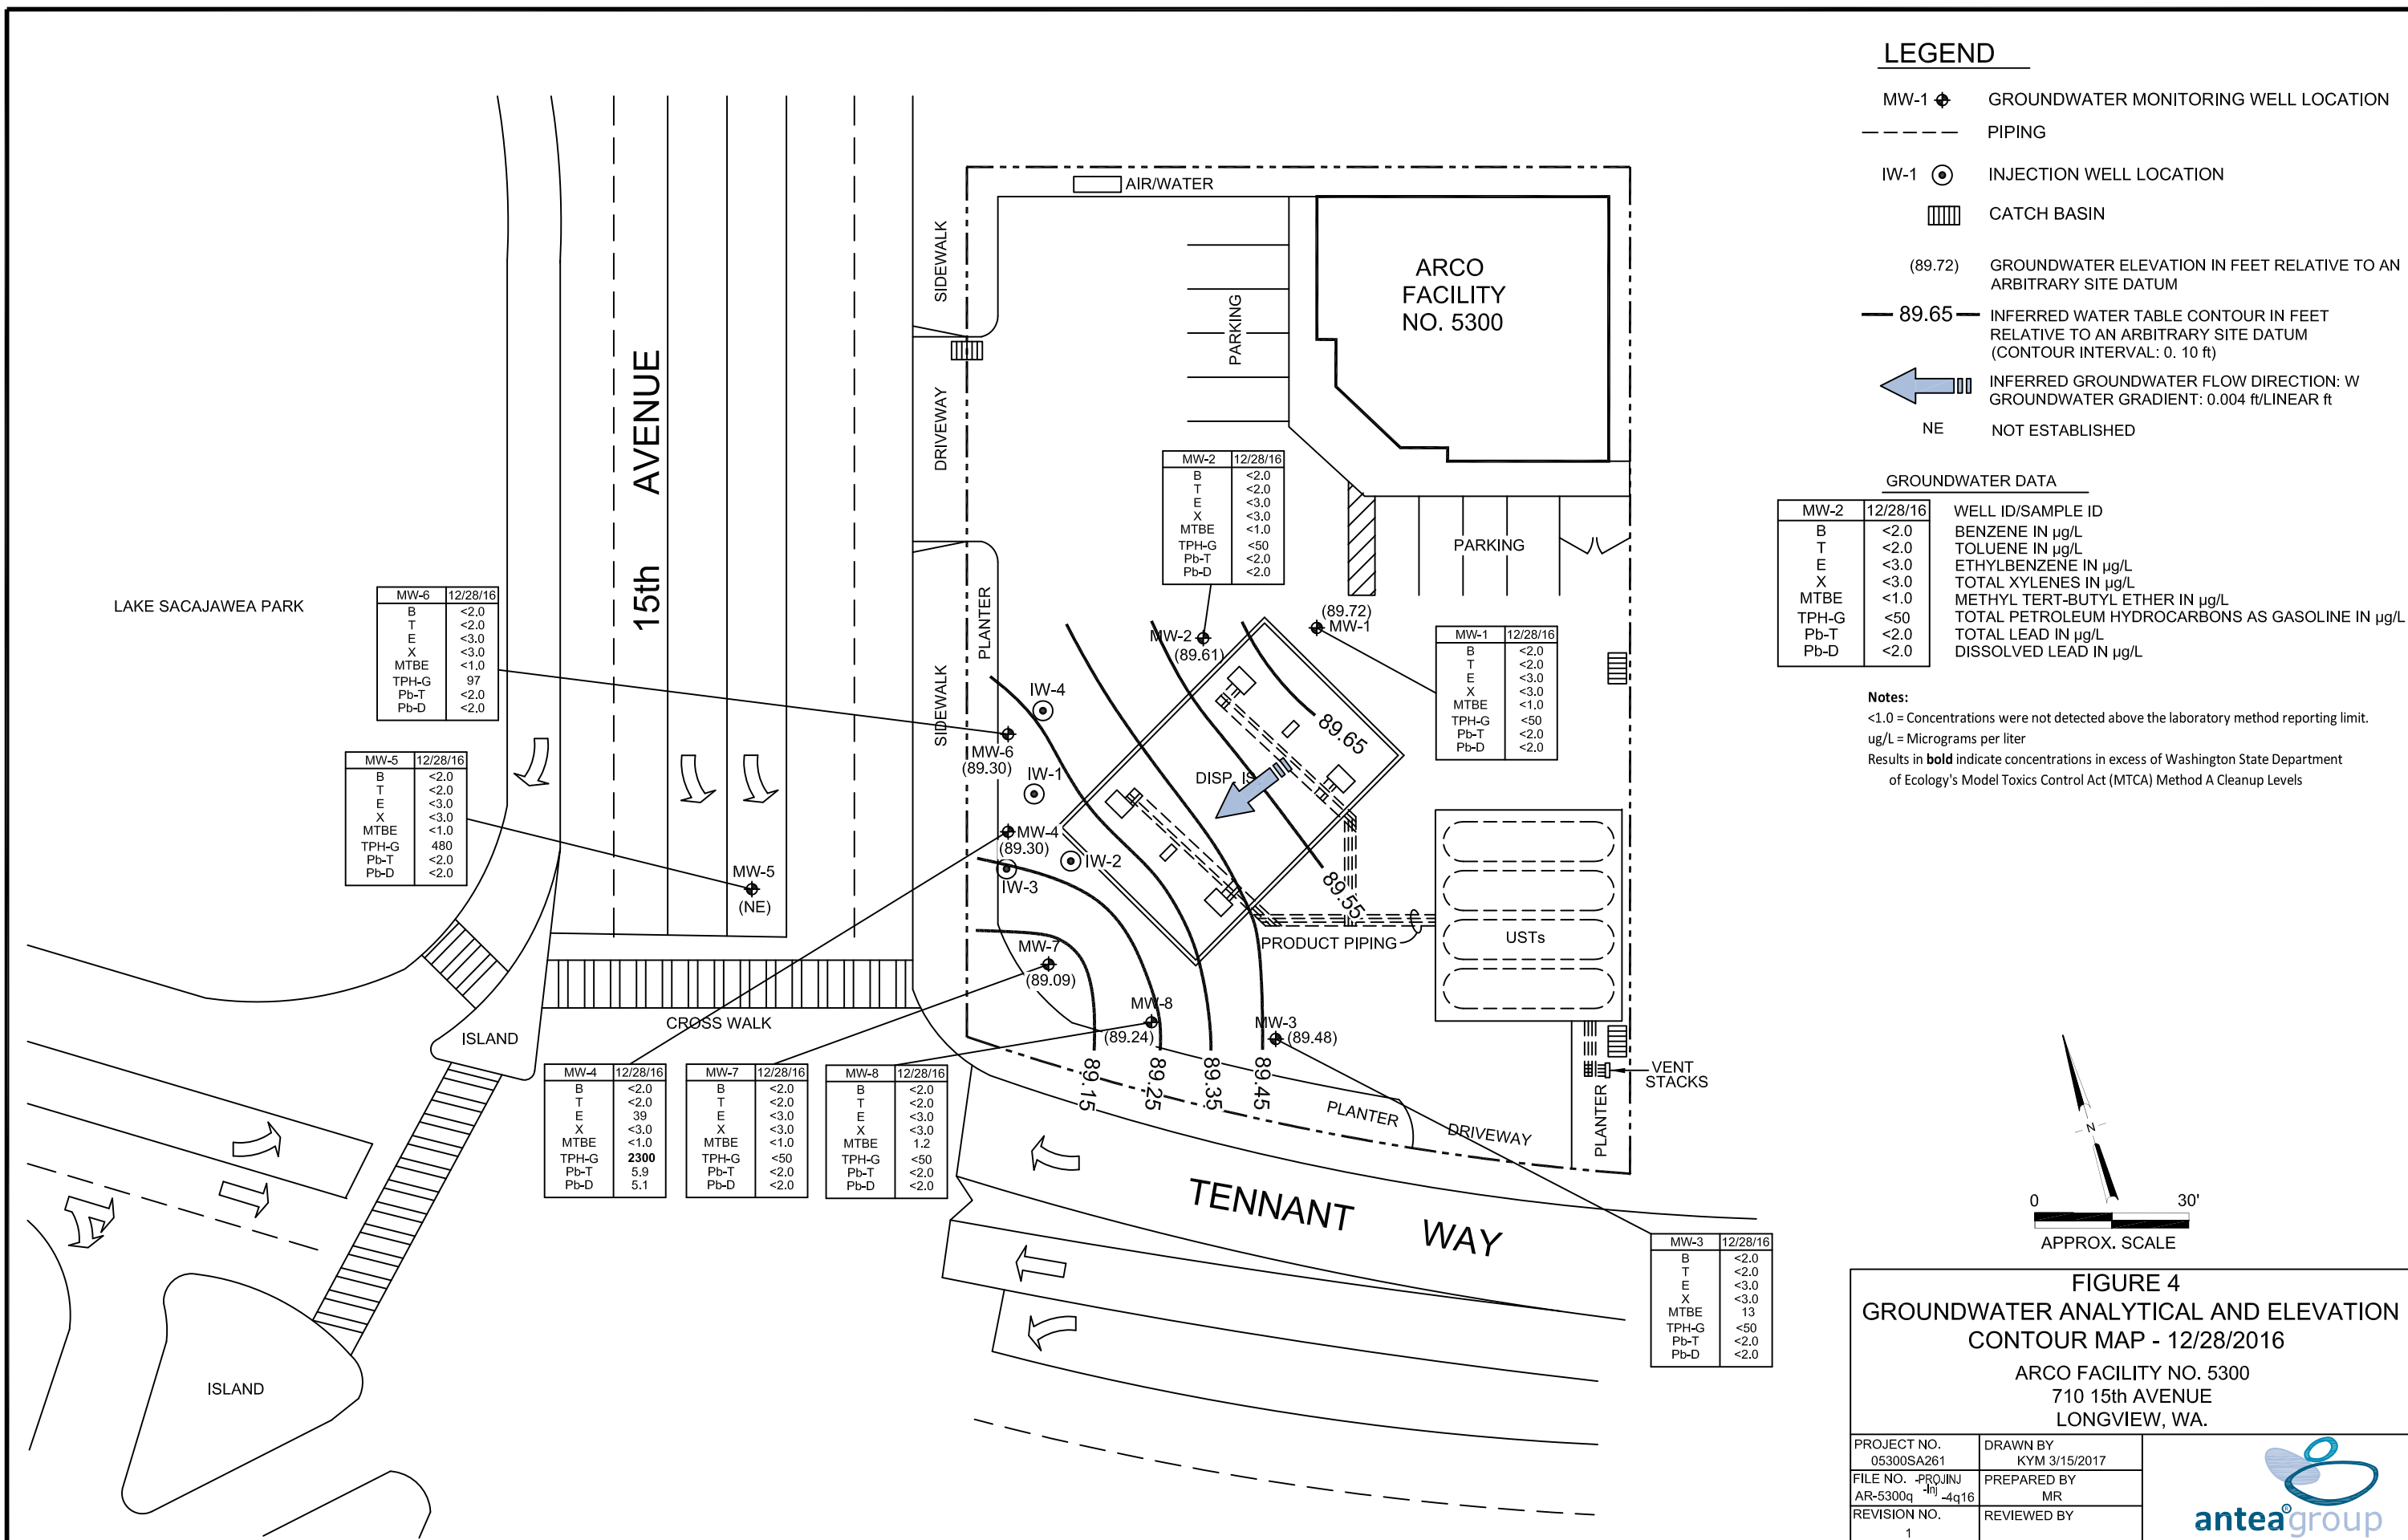 LEGEND
MW-1 GROUNDWATER MONITORING WELL LOCATION
PIPING
IW-1 INJECTION WELL LOCATION
CATCH BASIN
(89.72) GROUNDWATER ELEVATION IN FEET RELATIVE TO AN
ARBITRARY SITE DATUM
89.65 INFERRED WATER TABLE CONTOUR IN FEET
RELATIVE TO AN ARBITRARY SITE DATUM
(CONTOUR INTERVAL: 0. 10 ft)
INFERRED GROUNDWATER FLOW DIRECTION: W
GROUNDWATER GRADIENT: 0.004 ft/LINEAR ft
NE NOT ESTABLISHED
GROUNDWATER DATA
MW-2 12/28/16 WELL ID/SAMPLE ID
B <2.0 BENZENE IN µg/L
T <2.0 TOLUENE IN µg/L
E <3.0 ETHYLBENZENE IN µg/L
X <3.0 TOTAL XYLENES IN µg/L
MTBE <1.0 METHYL TERT-BUTYL ETHER IN µg/L
TPH-G <50 TOTAL PETROLEUM HYDROCARBONS AS GASOLINE IN µg/L
Pb-T <2.0 TOTAL LEAD IN µg/L
Pb-D <2.0 DISSOLVED LEAD IN µg/L
Notes:
<1.0 = Concentrations were not detected above the laboratory method reporting limit.
ug/L = Micrograms per liter
Results in bold indicate concentrations in excess of Washington State Department
of Ecology's Model Toxics Control Act (MTCA) Method A Cleanup Levels
AIR/WATER
SIDEWALK
ARCO
FACILITY
NO. 5300
PARKING
15th AVENUE
DRIVEWAY
MW-2 12/28/16
B <2.0
T <2.0
E <3.0
X <3.0
MTBE <1.0
TPH-G <50
Pb-T <2.0
Pb-D <2.0
PARKING
LAKE SACAJAWEA PARK
MW-6 12/28/16
B <2.0
T <2.0
E <3.0
X <3.0
MTBE <1.0
TPH-G 97
Pb-T <2.0
Pb-D <2.0
PLANTER
SIDEWALK
MW-2
(89.61)
(89.72)
MW-1
MW-1 12/28/16
B <2.0
T <2.0
E <3.0
X <3.0
MTBE <1.0
TPH-G <50
Pb-T <2.0
Pb-D <2.0
IW-4
MW-6
(89.30)
IW-1
89.65
DISP. IS
MW-5 12/28/16
B <2.0
T <2.0
E <3.0
X <3.0
MTBE <1.0
TPH-G 480
Pb-T <2.0
Pb-D <2.0
MW-4
(89.30)
IW-2
IW-3
MW-5
(NE)
89.55
USTs
PRODUCT PIPING
MW-7
(89.09)
MW-8
(89.24)
MW-3
(89.48)
CROSS WALK
ISLAND
89.15
89.25
89.35
89.45
VENT
STACKS
PLANTER
PLANTER
DRIVEWAY
MW-4 12/28/16
B <2.0
T <2.0
E 39
X <3.0
MTBE <1.0
TPH-G 2300
Pb-T 5.9
Pb-D 5.1
MW-7 12/28/16
B <2.0
T <2.0
E <3.0
X <3.0
MTBE <1.0
TPH-G <50
Pb-T <2.0
Pb-D <2.0
MW-8 12/28/16
B <2.0
T <2.0
E <3.0
X <3.0
MTBE 1.2
TPH-G <50
Pb-T <2.0
Pb-D <2.0
TENNANT WAY
MW-3 12/28/16
B <2.0
T <2.0
E <3.0
X <3.0
MTBE 13
TPH-G <50
Pb-T <2.0
Pb-D <2.0
ISLAND
N
0 30'
APPROX. SCALE
FIGURE 4
GROUNDWATER ANALYTICAL AND ELEVATION
CONTOUR MAP - 12/28/2016
ARCO FACILITY NO. 5300
710 15th AVENUE
LONGVIEW, WA.
PROJECT NO.
05300SA261
DRAWN BY
KYM 3/15/2017
FILE NO. -PROJINJ
AR-5300q -Inj -4q16
PREPARED BY
MR
REVISION NO.
1
REVIEWED BY
antea®group